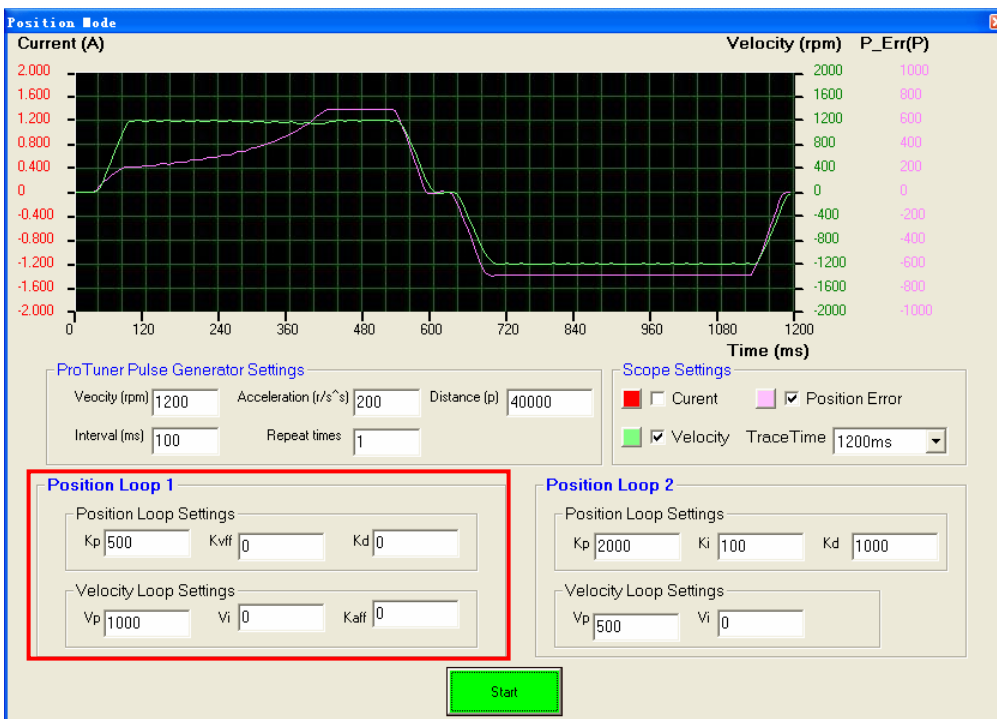 Position Mode
Current (A) Velocity (rpm) P_Err(P)
2.000 2000 1000
1.600 1600 800
1.200 1200 600
0.800 800 400
0.400 400 200
0 0 0
-0.400 -400 -200
-0.800 -800 -400
-1.200 -1200 -600
-1.600 -1600 -800
-2.000 -2000 -1000
0 120 240 360 480 600 720 840 960 1080 1200
Time (ms)
ProTuner Pulse Generator Settings
Veocity (rpm) 1200 Acceleration (r/s^s) 200 Distance (p) 40000
Interval (ms) 100 Repeat times 1
Scope Settings
Curent Position Error
Velocity TraceTime 1200ms
Position Loop 1
Position Loop Settings
Kp 500 Kvff 0 Kd 0
Velocity Loop Settings
Vp 1000 Vi 0 Kaff 0
Position Loop 2
Position Loop Settings
Kp 2000 Ki 100 Kd 1000
Velocity Loop Settings
Vp 500 Vi 0
Start